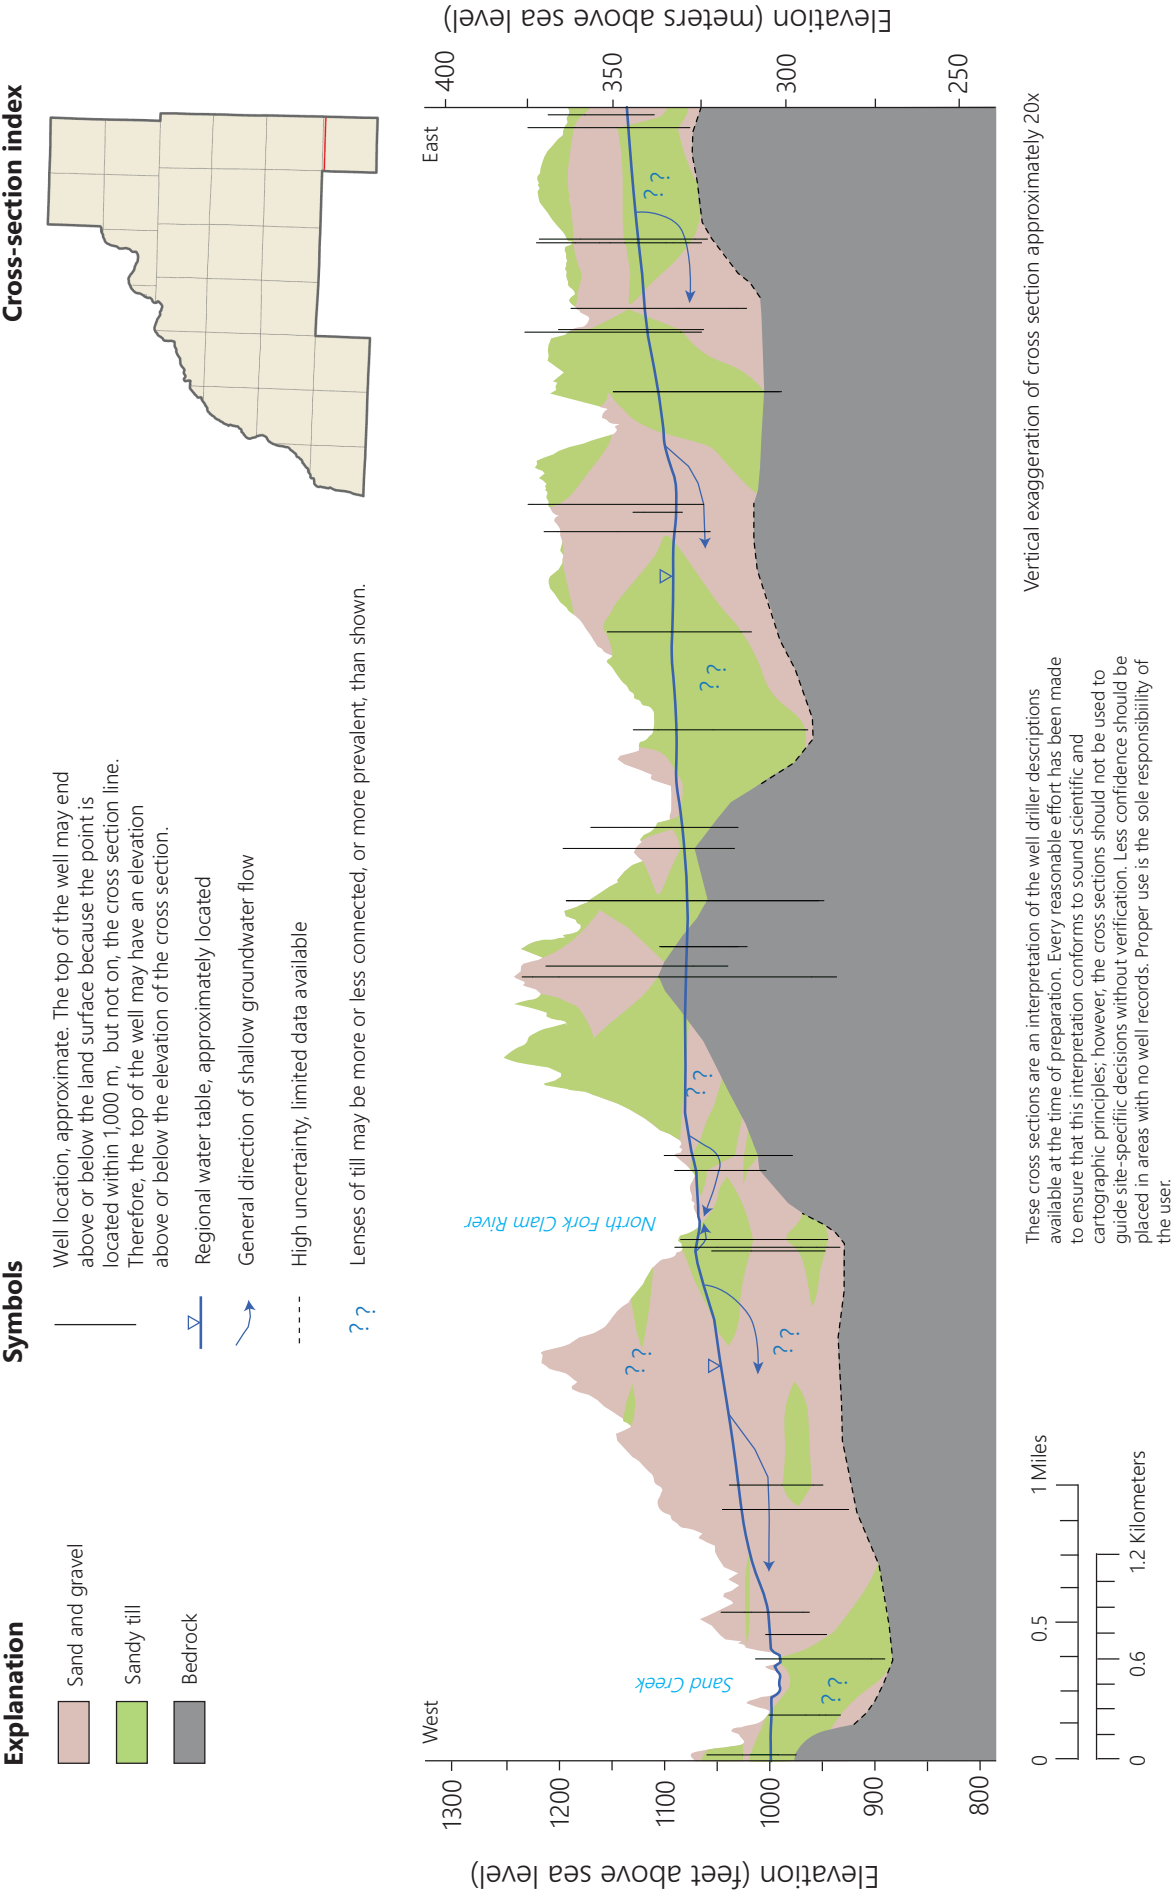 Explanation
Sand and gravel
Sandy till
Bedrock
Symbols
Well location, approximate. The top of the well may end
above or below the land surface because the point is
located within 1,000 m, but not on, the cross section line.
Therefore, the top of the well may have an elevation
above or below the elevation of the cross section.
Regional water table, approximately located
General direction of shallow groundwater flow
High uncertainty, limited data available
? ?
Lenses of till may be more or less connected, or more prevalent, than shown.
Cross-section index
West
East
Elevation (feet above sea level)
1300
1200
1100
1000
900
800
Elevation (meters above sea level)
400
350
300
250
Sand Creek
North Fork Clam River
? ?
? ?
? ?
? ?
? ?
? ?
0
0.5
1 Miles
0
0.6
1.2 Kilometers
These cross sections are an interpretation of the well driller descriptions
available at the time of preparation. Every reasonable effort has been made
to ensure that this interpretation conforms to sound scientific and
cartographic principles; however, the cross sections should not be used to
guide site-specifiic decisions without verification. Less confidence should be
placed in areas with no well records. Proper use is the sole responsibiility of
the user.
Vertical exaggeration of cross section approximately 20x